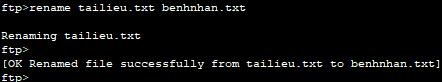 ftp>rename tailieu.txt benhnhan.txt
Renaming tailieu.txt
ftp>
[OK Renamed file successfully from tailieu.txt to benhnhan.txt]
ftp>